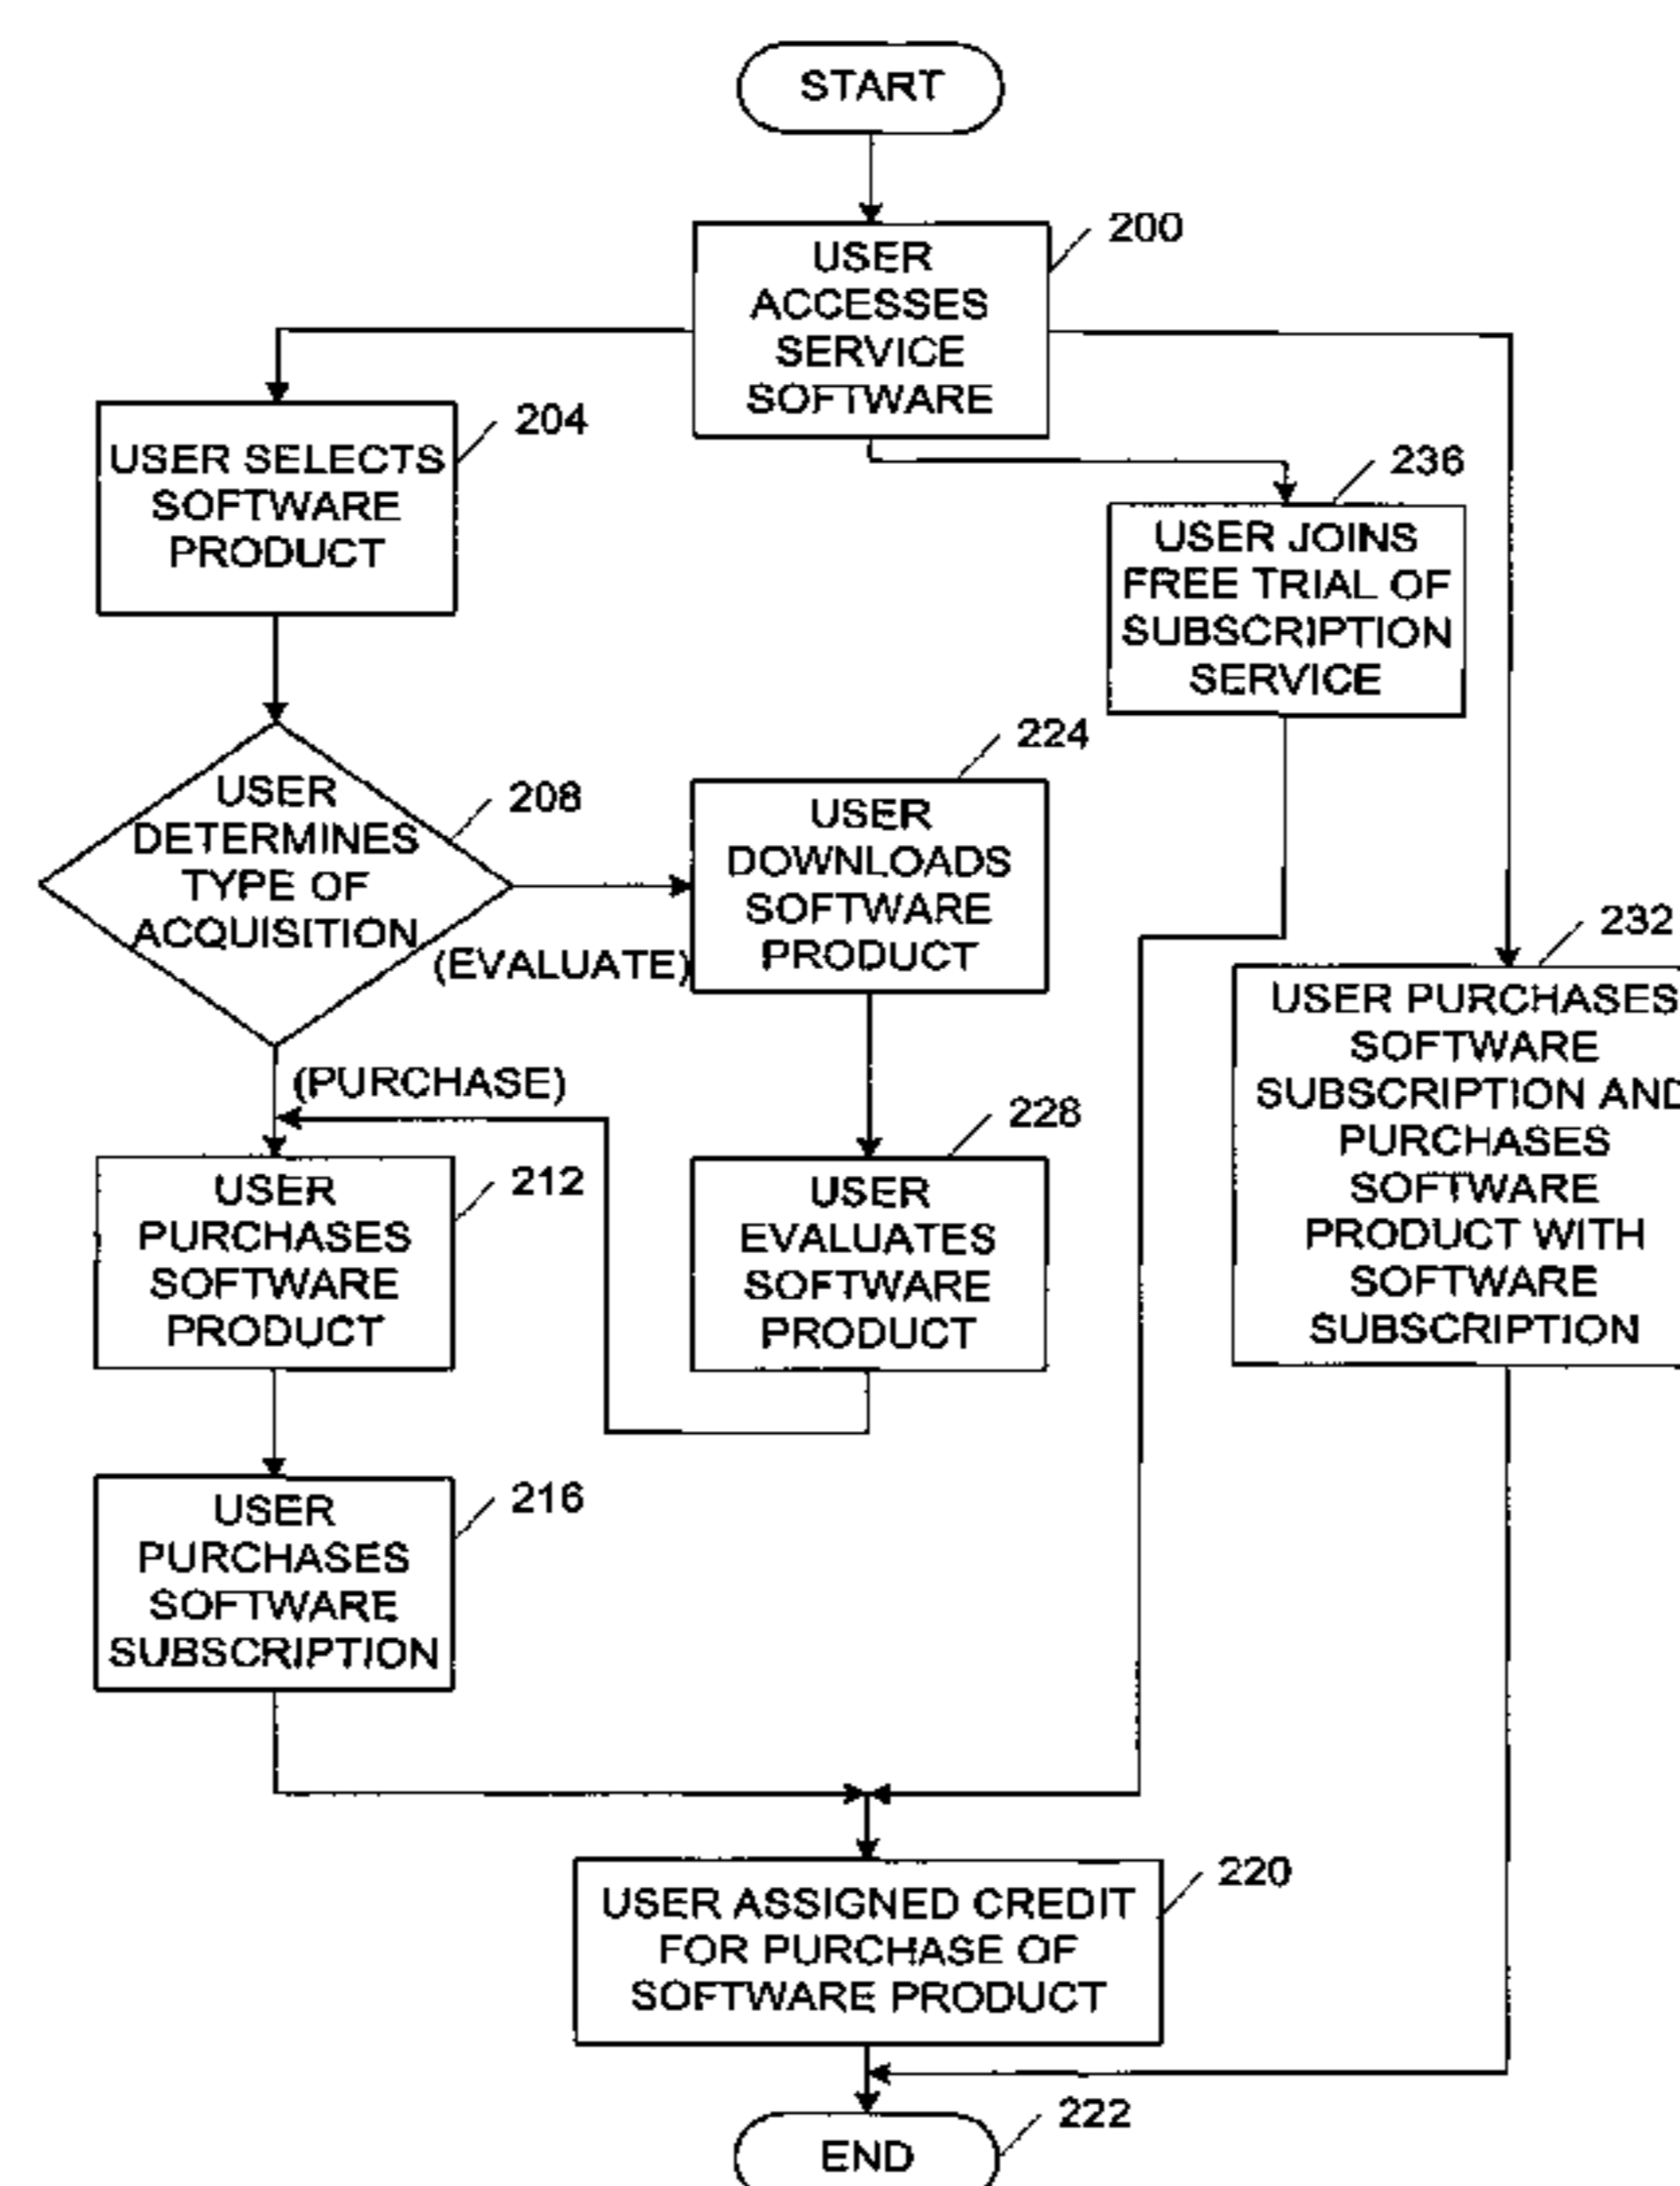 START
USER
ACCESSES
SERVICE
SOFTWARE
200
USER SELECTS
SOFTWARE
PRODUCT
204
USER JOINS
FREE TRIAL OF
SUBSCRIPTION
SERVICE
236
USER
DETERMINES
TYPE OF
ACQUISITION
208
(EVALUATE)
(PURCHASE)
USER
DOWNLOADS
SOFTWARE
PRODUCT
224
USER PURCHASES
SOFTWARE
SUBSCRIPTION AND
PURCHASES
SOFTWARE
PRODUCT WITH
SOFTWARE
SUBSCRIPTION
232
USER
PURCHASES
SOFTWARE
PRODUCT
212
USER
EVALUATES
SOFTWARE
PRODUCT
228
USER
PURCHASES
SOFTWARE
SUBSCRIPTION
216
USER ASSIGNED CREDIT
FOR PURCHASE OF
SOFTWARE PRODUCT
220
END
222